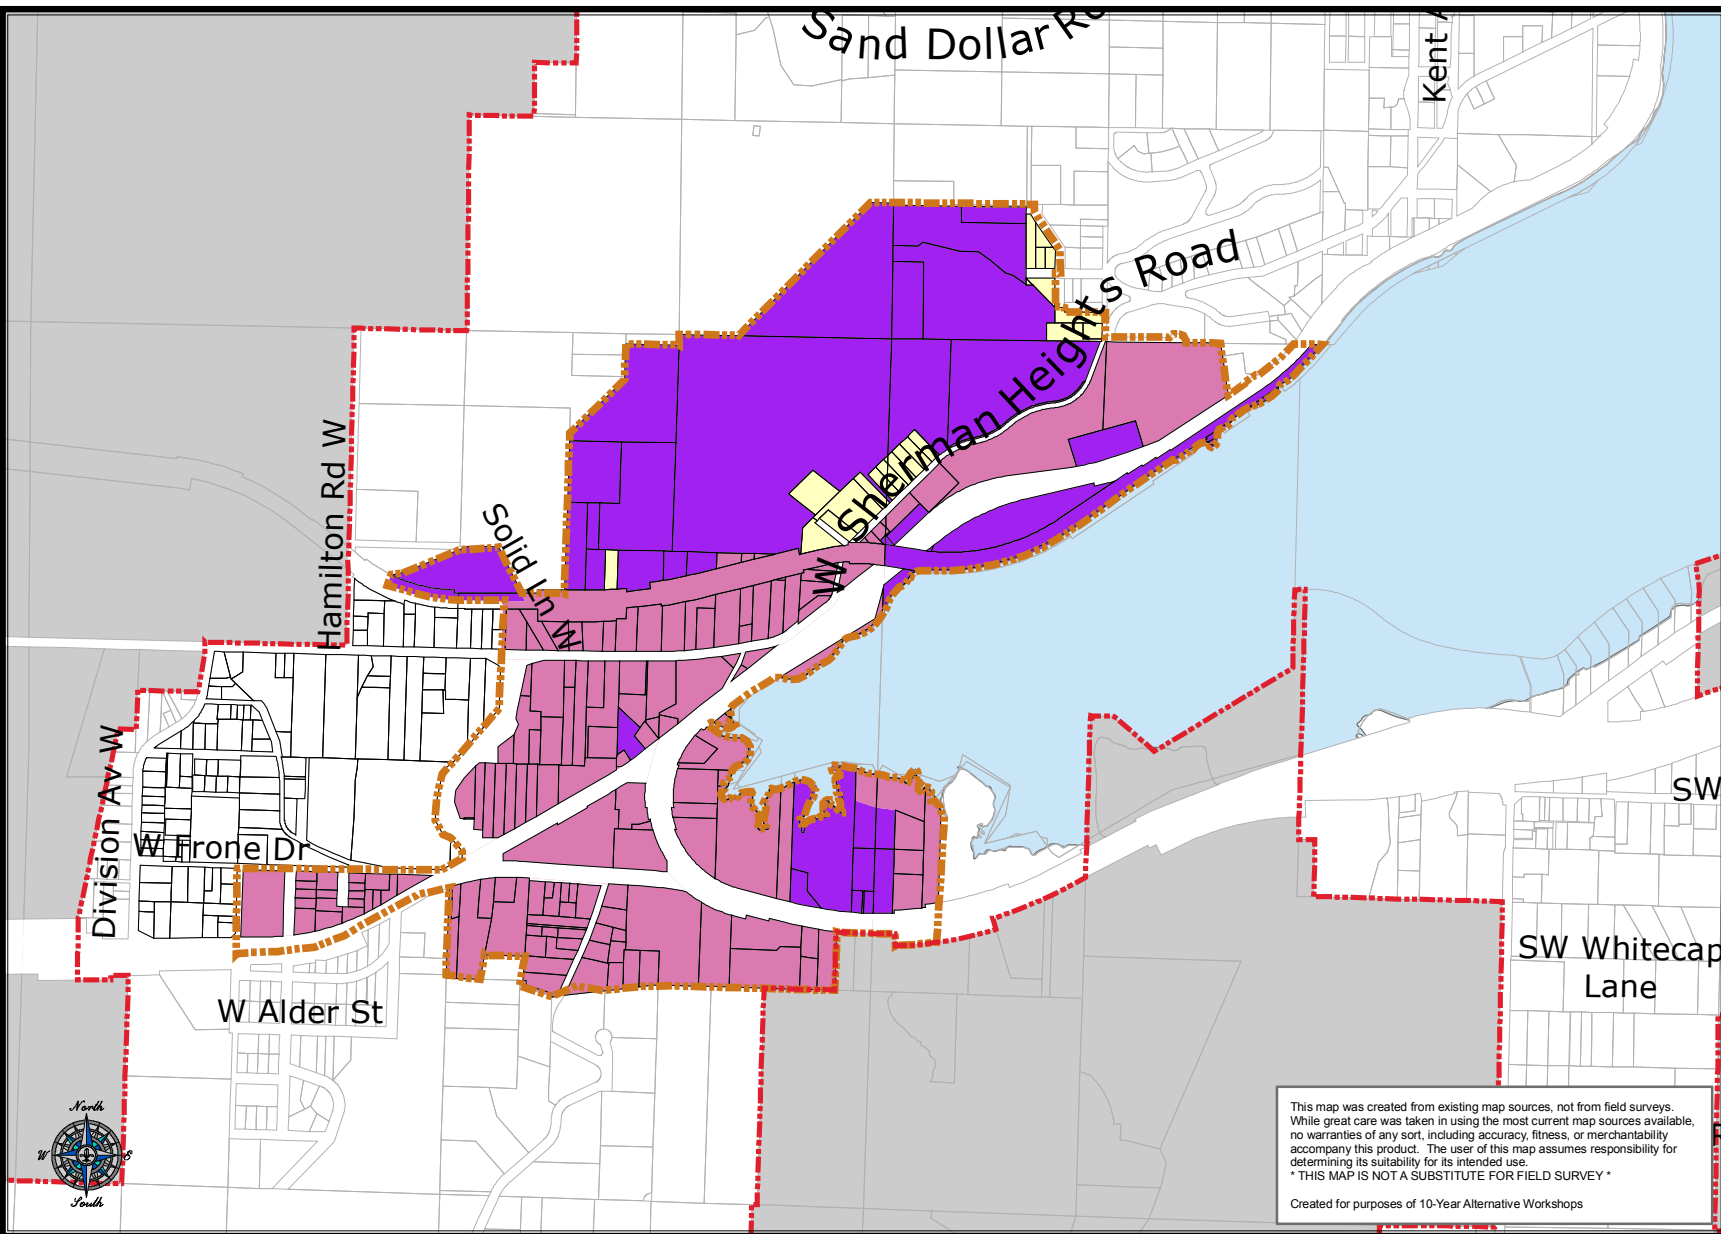 Sand Dollar
Kent
W Sherman Heights Road
Hamilton Rd W
Solid Ln W
Division Av W
W Frone Dr
W Alder St
SW
SW Whitecap
Lane
North
W
South
This map was created from existing map sources, not from field surveys.
While great care was taken in using the most current map sources available,
no warranties of any sort, including accuracy, fitness, or merchantability
accompany this product. The user of this map assumes responsibility for
determining its suitability for its intended use.
* THIS MAP IS NOT A SUBSTITUTE FOR FIELD SURVEY *
Created for purposes of 10-Year Alternative Workshops